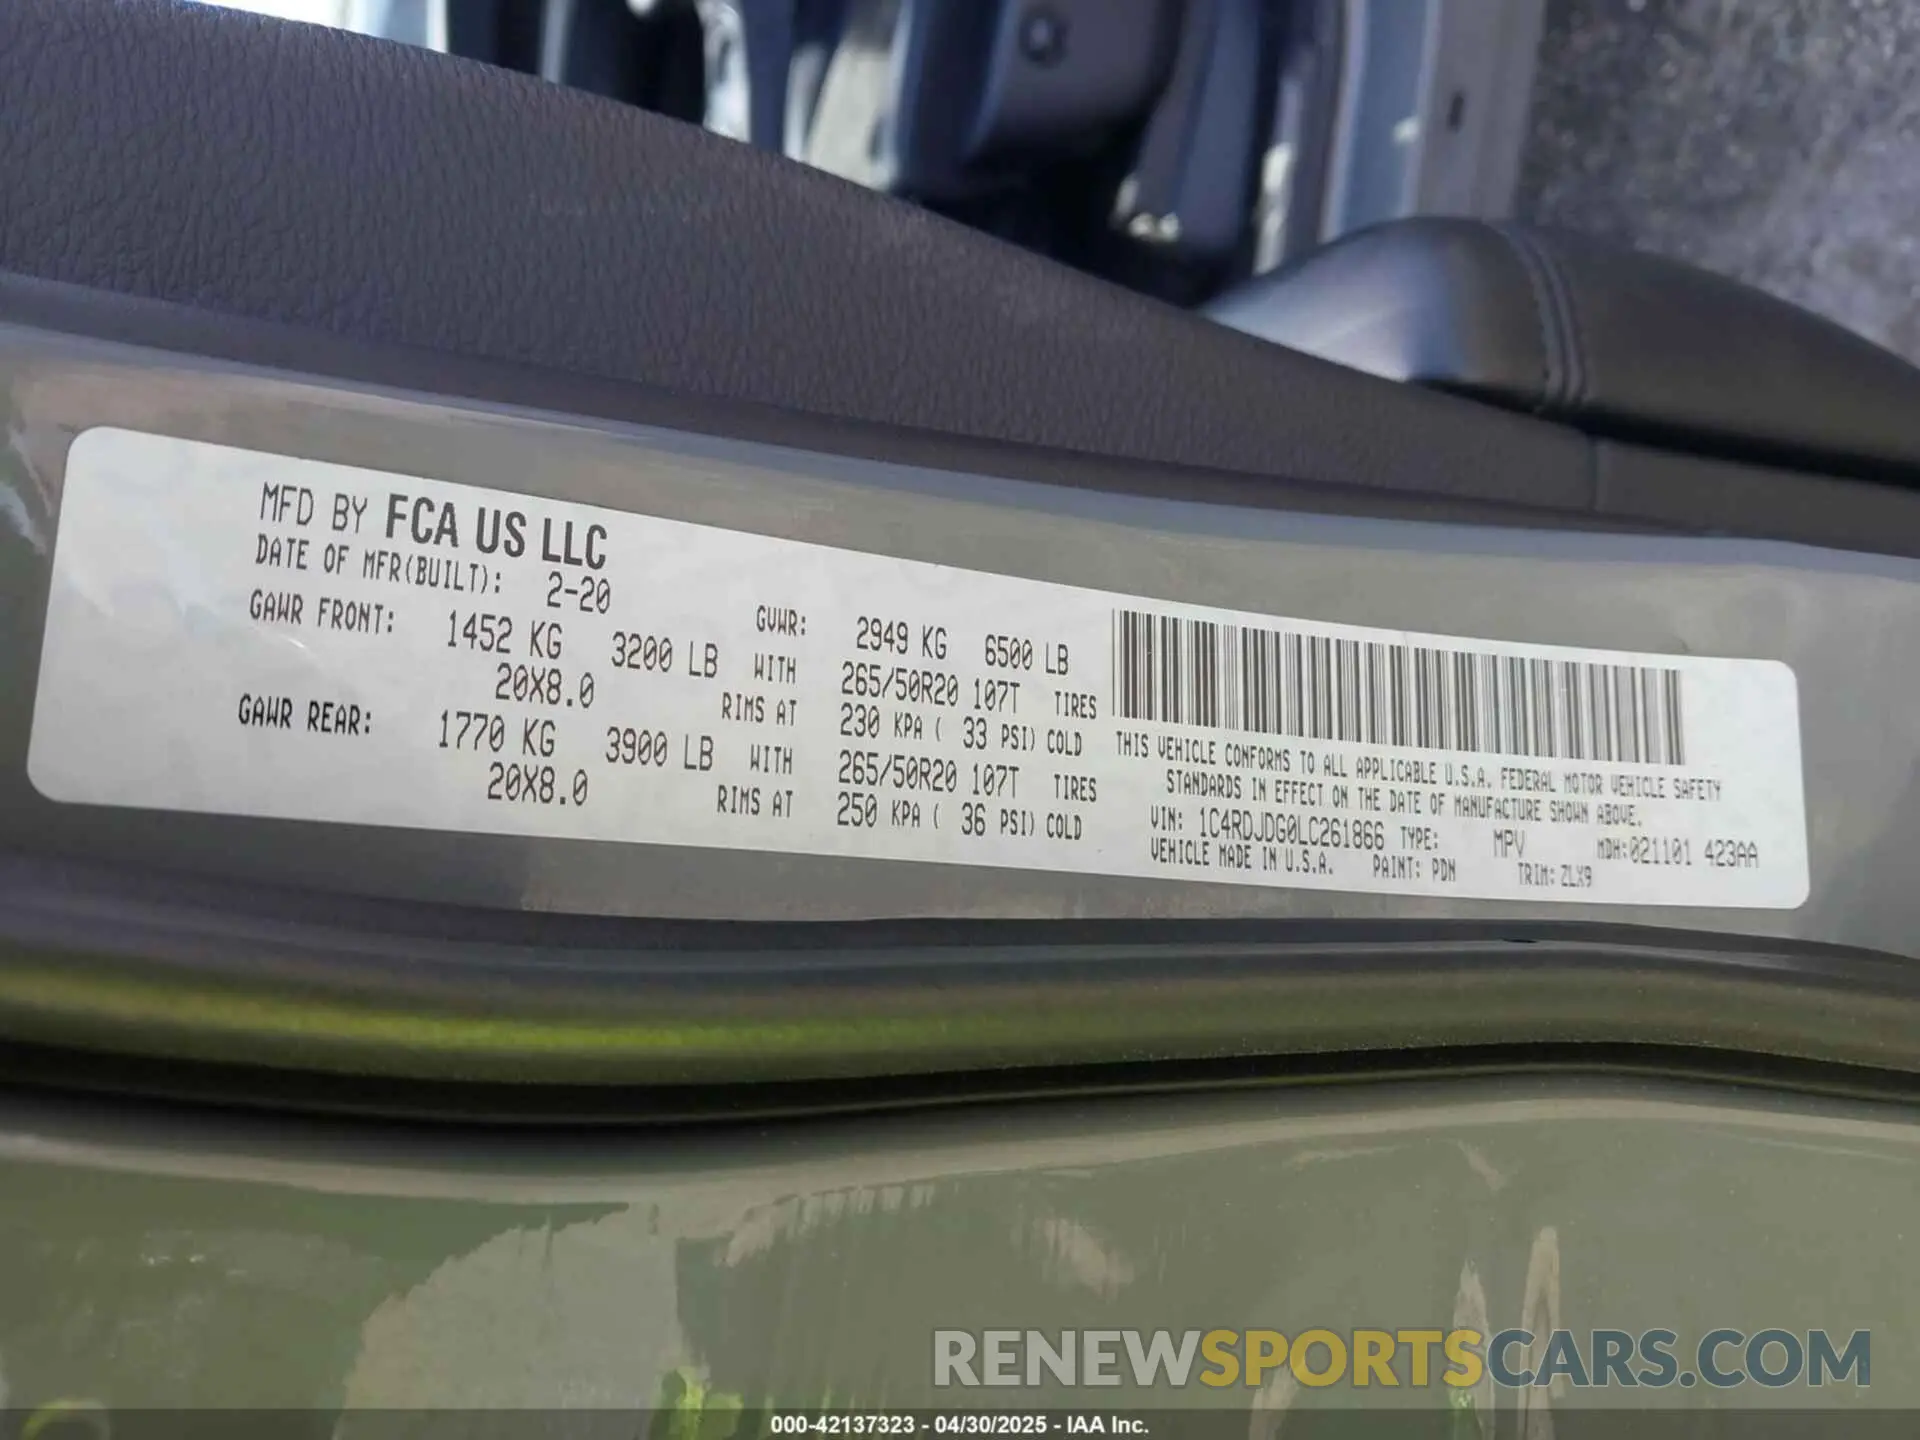 MFD BY FCA US LLC
DATE OF MFR(BUILT): 2-20 GVWR: 2949 KG 6500 LB
GAWR FRONT: 1452 KG 3200 LB WITH 265/50R20 107T TIRES
20X8.0 RIMS AT 230 KPA ( 33 PSI) COLD
GAWR REAR: 1770 KG 3900 LB WITH 265/50R20 107T TIRES
20X8.0 RIMS AT 250 KPA ( 36 PSI) COLD
THIS VEHICLE CONFORMS TO ALL APPLICABLE U.S.A. FEDERAL MOTOR VEHICLE SAFETY
STANDARDS IN EFFECT ON THE DATE OF MANUFACTURE SHOWN ABOVE.
VIN: 1C4RDJDG0LC261866 TYPE: MPV MDH:021101 423AA
VEHICLE MADE IN U.S.A. PAINT: PDN TRIM: ZLX9
RENEWSPORTSCARS.COM
000-42137323 - 04/30/2025 - IAA Inc.